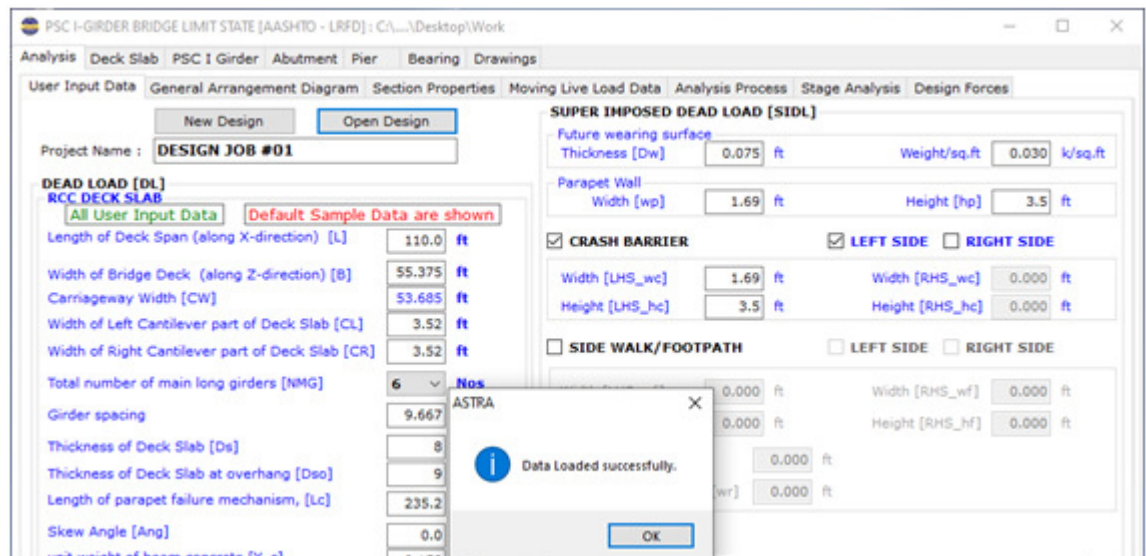 PSC I-GIRDER BRIDGE LIMIT STATE [AASHTO - LRFD] : C:\....\Desktop\Work
Analysis Deck Slab PSC I Girder Abutment Pier Bearing Drawings
User Input Data General Arrangement Diagram Section Properties Moving Live Load Data Analysis Process Stage Analysis Design Forces
New Design Open Design
Project Name : DESIGN JOB #01
DEAD LOAD [DL]
RCC DECK SLAB
All User Input Data Default Sample Data are shown
Length of Deck Span (along X-direction) [L] 110.0 ft
Width of Bridge Deck (along Z-direction) [B] 55.375 ft
Carriageway Width [CW] 53.685 ft
Width of Left Cantilever part of Deck Slab [CL] 3.52 ft
Width of Right Cantilever part of Deck Slab [CR] 3.52 ft
Total number of main long girders [NMG] 6 Nos
Girder spacing 9.667
Thickness of Deck Slab [Ds] 8
Thickness of Deck Slab at overhang [Dso] 9
Length of parapet failure mechanism, [Lc] 235.2
Skew Angle [Ang] 0.0
SUPER IMPOSED DEAD LOAD [SIDL]
Future wearing surface
Thickness [Dw] 0.075 ft Weight/sq.ft 0.030 k/sq.ft
Parapet Wall
Width [wp] 1.69 ft Height [hp] 3.5 ft
CRASH BARRIER LEFT SIDE RIGHT SIDE
Width [LHS_wc] 1.69 ft Width [RHS_wc] 0.000 ft
Height [LHS_hc] 3.5 ft Height [RHS_hc] 0.000 ft
SIDE WALK/FOOTPATH LEFT SIDE RIGHT SIDE
0.000 ft Width [RHS_wf] 0.000 ft
0.000 ft Height [RHS_hf] 0.000 ft
0.000 ft
[wr] 0.000 ft
ASTRA
Data Loaded successfully.
OK